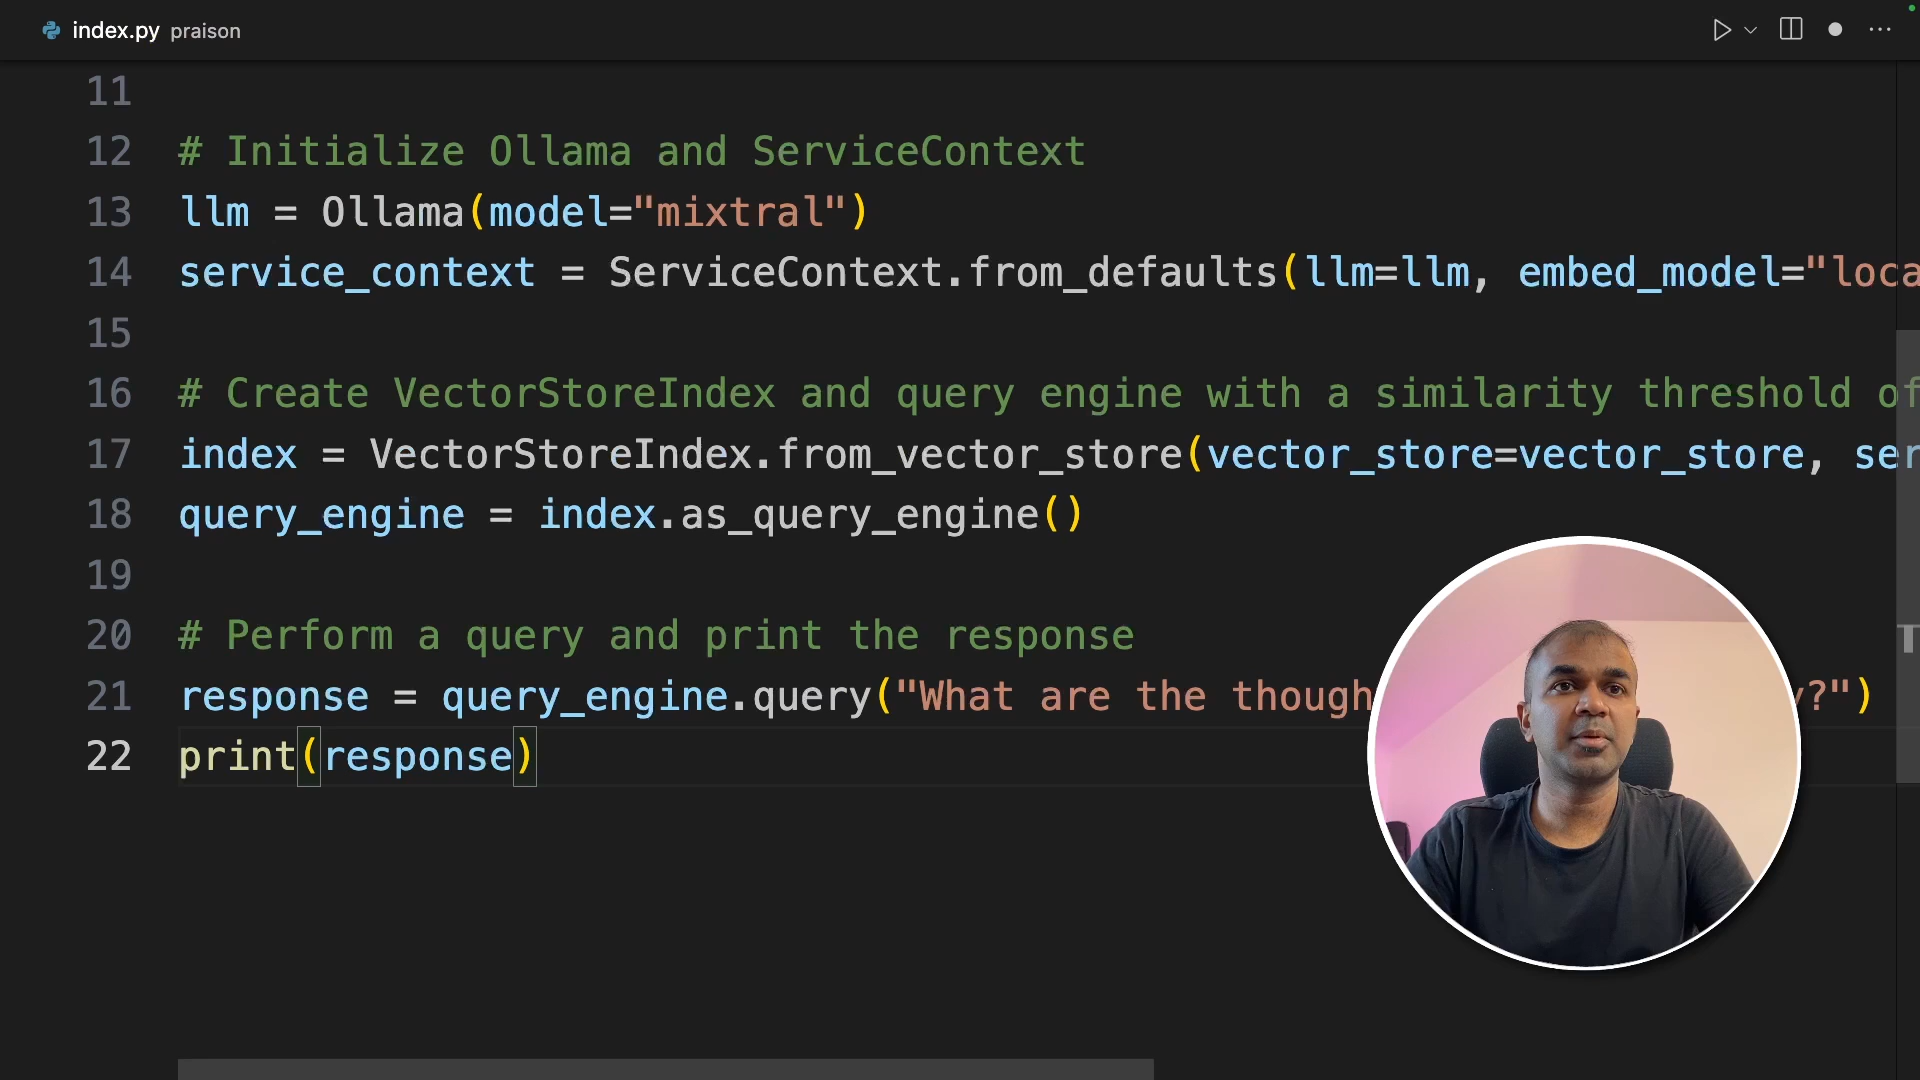 index.py praison
11
12 # Initialize Ollama and ServiceContext
13 llm = Ollama(model="mixtral")
14 service_context = ServiceContext.from_defaults(llm=llm, embed_model="loca
15
16 # Create VectorStoreIndex and query engine with a similarity threshold of
17 index = VectorStoreIndex.from_vector_store(vector_store=vector_store, ser
18 query_engine = index.as_query_engine()
19
20 # Perform a query and print the response
21 response = query_engine.query("What are the though ?")
22 print(response)